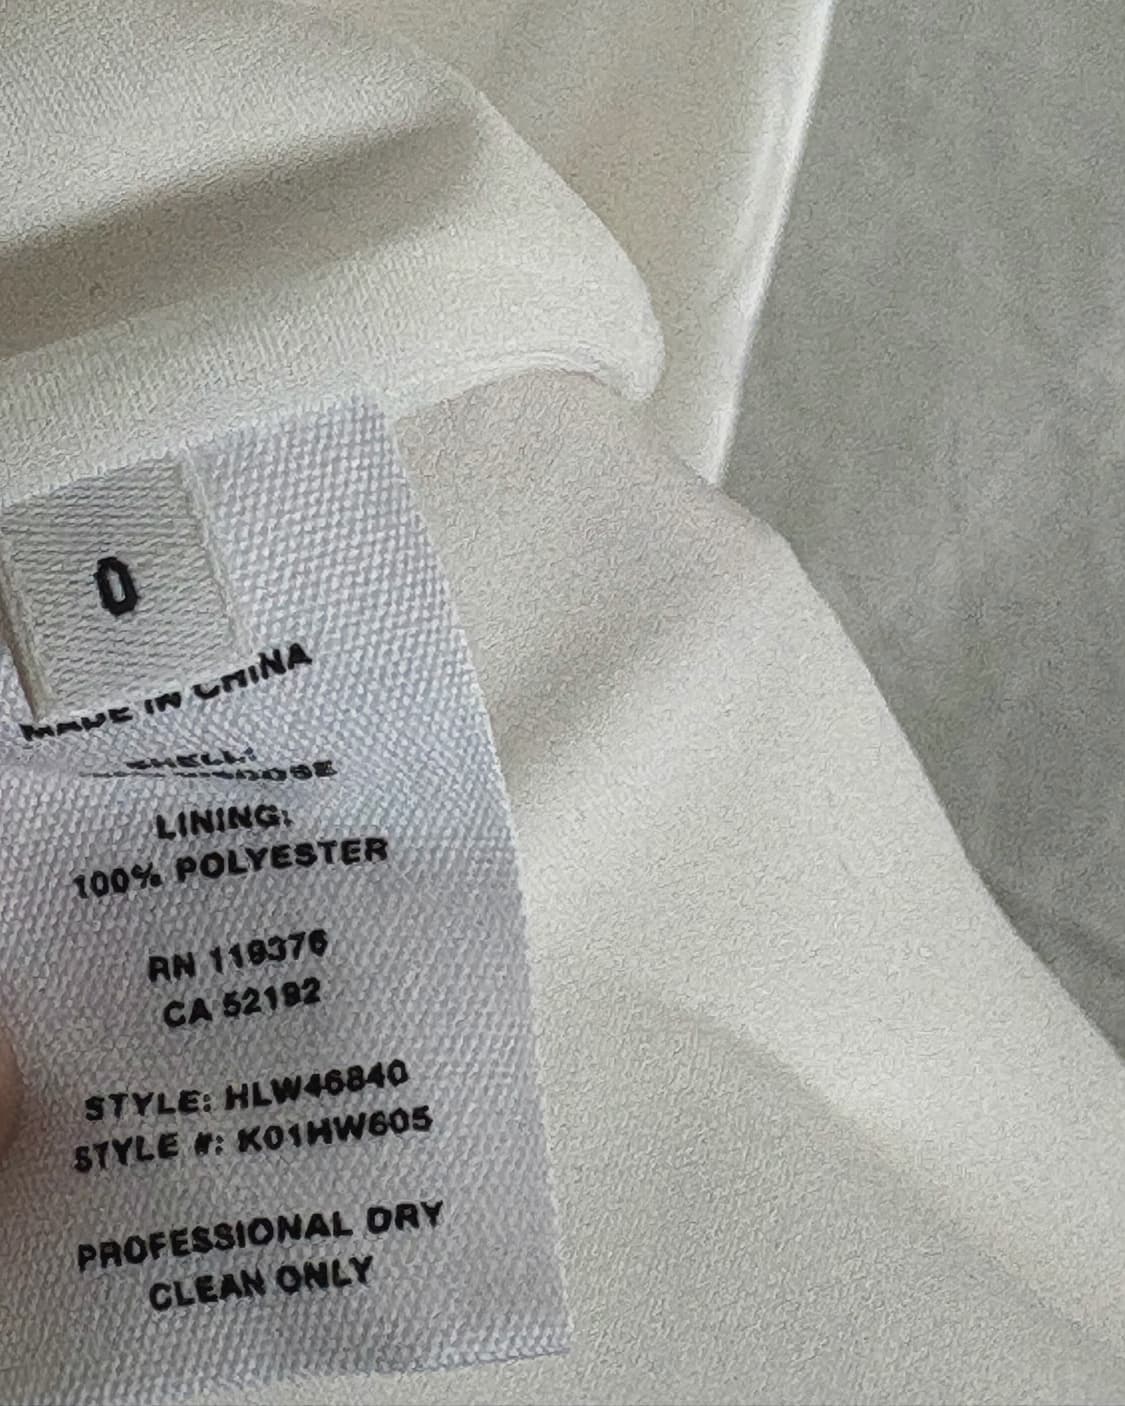 0
MADE IN CHINA
SHELL:
LINING:
100% POLYESTER
RN 119376
CA 52192
STYLE: HLW46840
STYLE #: K01HW605
PROFESSIONAL DRY
CLEAN ONLY